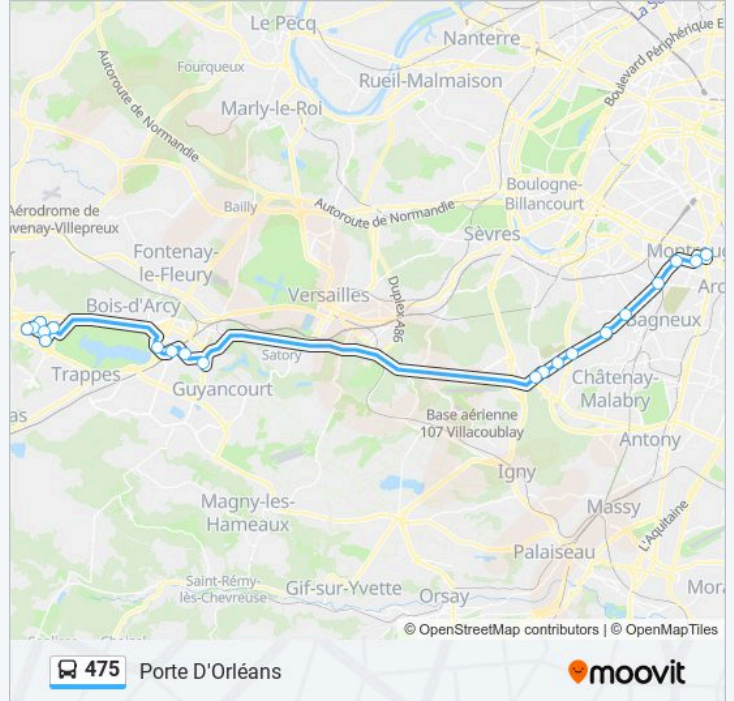 Le Pecq
La S
Nanterre
Boulevard Périphérique E
Fourqueux
Rueil-Malmaison
Autoroute de Normandie
Marly-le-Roi
Boulogne-
Billancourt
Bailly
Autoroute de Normandie
Aérodrome de
avenay-Villepreux
Sèvres
Fontenay-
le-Fleury
Montroug
Duplex A86
Arc
Versailles
Bois-d'Arcy
Bagneux
Satory
Trappes
Guyancourt
Châtenay-
Malabry
as
Base aérienne
107 Villacoublay
Antony
Igny
Magny-les-
Hameaux
Massy
L'Aquitaine
Palaiseau
Saint-Rémy-
lès-Chevreuse
Gif-sur-Yvette
Orsay
Mora
© OpenStreetMap contributors | © OpenMapTiles
475 Porte D'Orléans
moovit